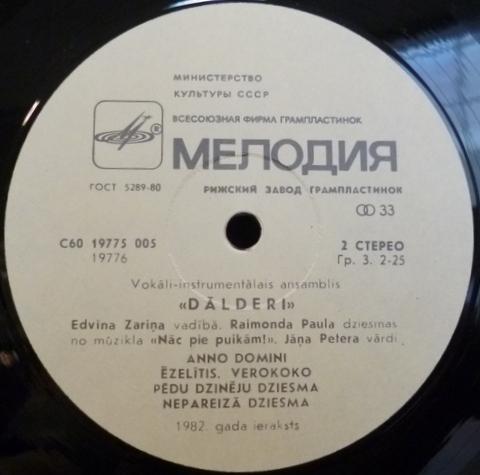 МИНИСТЕРСТВО
КУЛЬТУРЫ СССР
ВСЕСОЮЗНАЯ ФИРМА ГРАМПЛАСТИНОК
МЕЛОДИЯ
ГОСТ 5289-80
РИЖСКИЙ ЗАВОД ГРАМПЛАСТИНОК
33
С60 19775 005
2 СТЕРЕО
19776
Гр. 3. 2-25
Vokāli-instrumentālais ansamblis
«DĀLDERI»
Edvīna Zariņa vadībā. Raimonda Paula dziesmas
no mūzikla «Nāc pie puikām!». Jāņa Petera vārdi
ANNO DOMINI
ĒZELĪTIS. VEROKOKO
PĒDU DZINĒJU DZIESMA
NEPAREIZĀ DZIESMA
1982. gada ieraksts